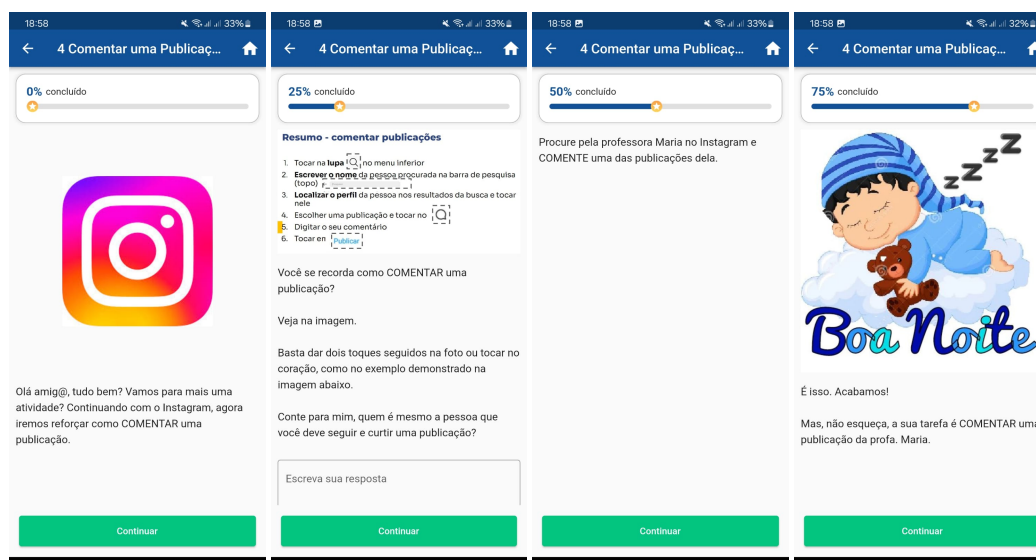 18:58
33%
4 Comentar uma Publicaç...
0% concluído
Olá amig@, tudo bem? Vamos para mais uma
atividade? Continuando com o Instagram, agora
iremos reforçar como COMENTAR uma
publicação.
Continuar
18:58
33%
4 Comentar uma Publicaç...
25% concluído
Resumo - comentar publicações
1. Tocar na lupa no menu Inferior
2. Escrever o nome da pessoa procurada na barra de pesquisa
(topo)
3. Localizar o perfil da pessoa nos resultados da busca e tocar
nele
4. Escolher uma publicação e tocar no
5. Digitar o seu comentário
6. Tocar en Publicar
Você se recorda como COMENTAR uma
publicação?
Veja na imagem.
Basta dar dois toques seguidos na foto ou tocar no
coração, como no exemplo demonstrado na
imagem abaixo.
Conte para mim, quem é mesmo a pessoa que
você deve seguir e curtir uma publicação?
Escreva sua resposta
Continuar
18:58
33%
4 Comentar uma Publicaç...
50% concluído
Procure pela professora Maria no Instagram e
COMENTE uma das publicações dela.
Continuar
18:58
32%
4 Comentar uma Publicaç...
75% concluído
z z Z Z
Boa Noite
É isso. Acabamos!
Mas, não esqueça, a sua tarefa é COMENTAR uma
publicação da profa. Maria.
Continuar